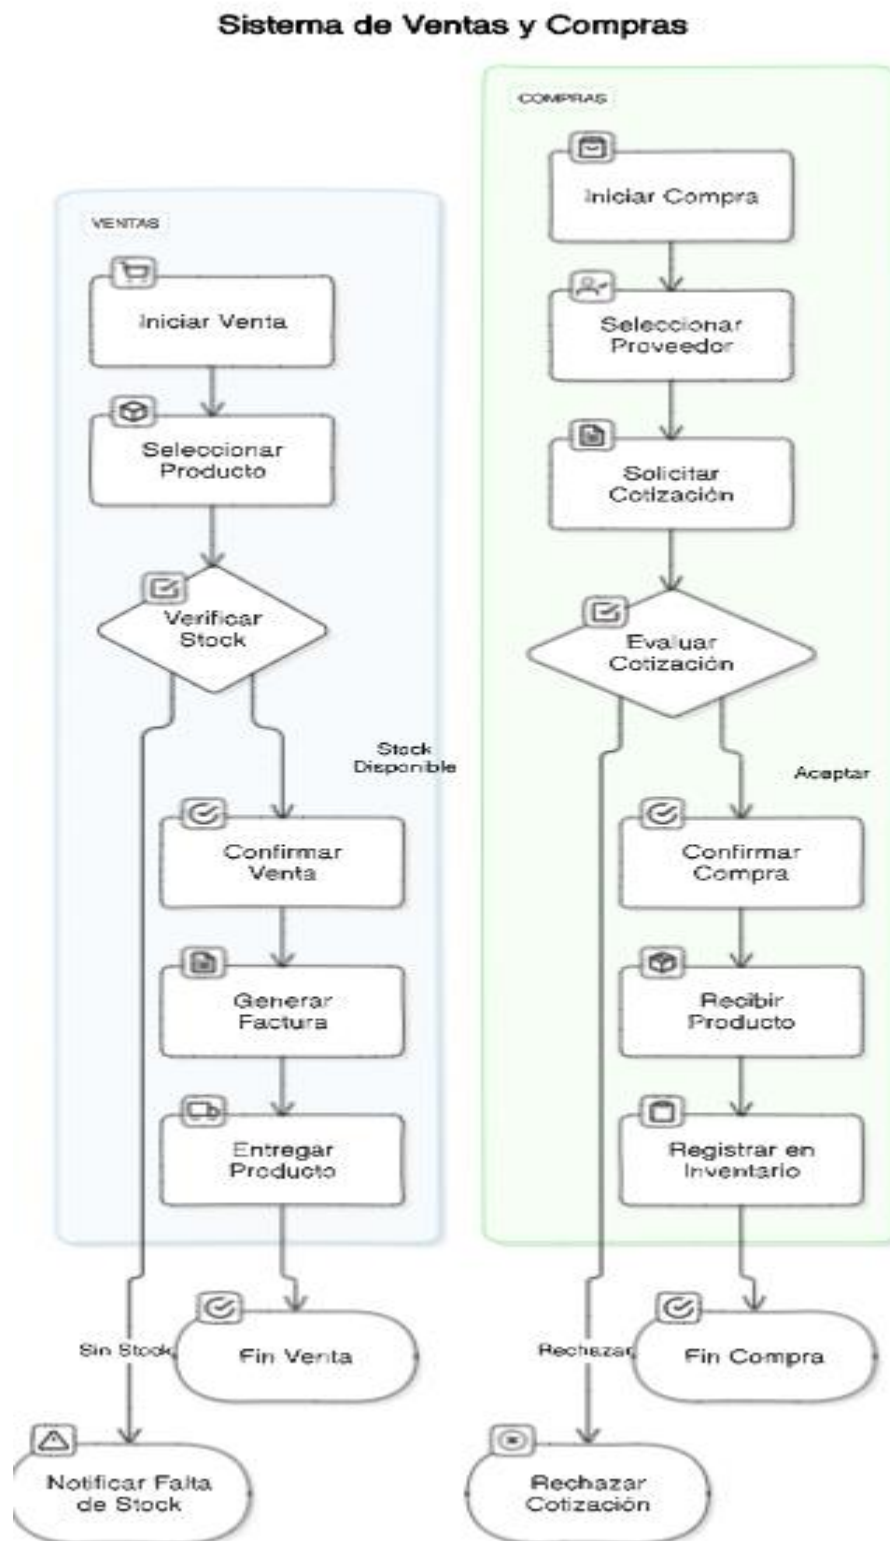 Sistema de Ventas y Compras
VENTAS
Iniciar Venta
Seleccionar
Producto
Verificar
Stock
Stock
Disponible
Confirmar
Venta
Generar
Factura
Entregar
Producto
Sin Stock
Fin Venta
Notificar Falta
de Stock
COMPRAS
Iniciar Compra
Seleccionar
Proveedor
Solicitar
Cotización
Evaluar
Cotización
Aceptar
Confirmar
Compra
Recibir
Producto
Registrar en
Inventario
Rechazar
Fin Compra
Rechazar
Cotización